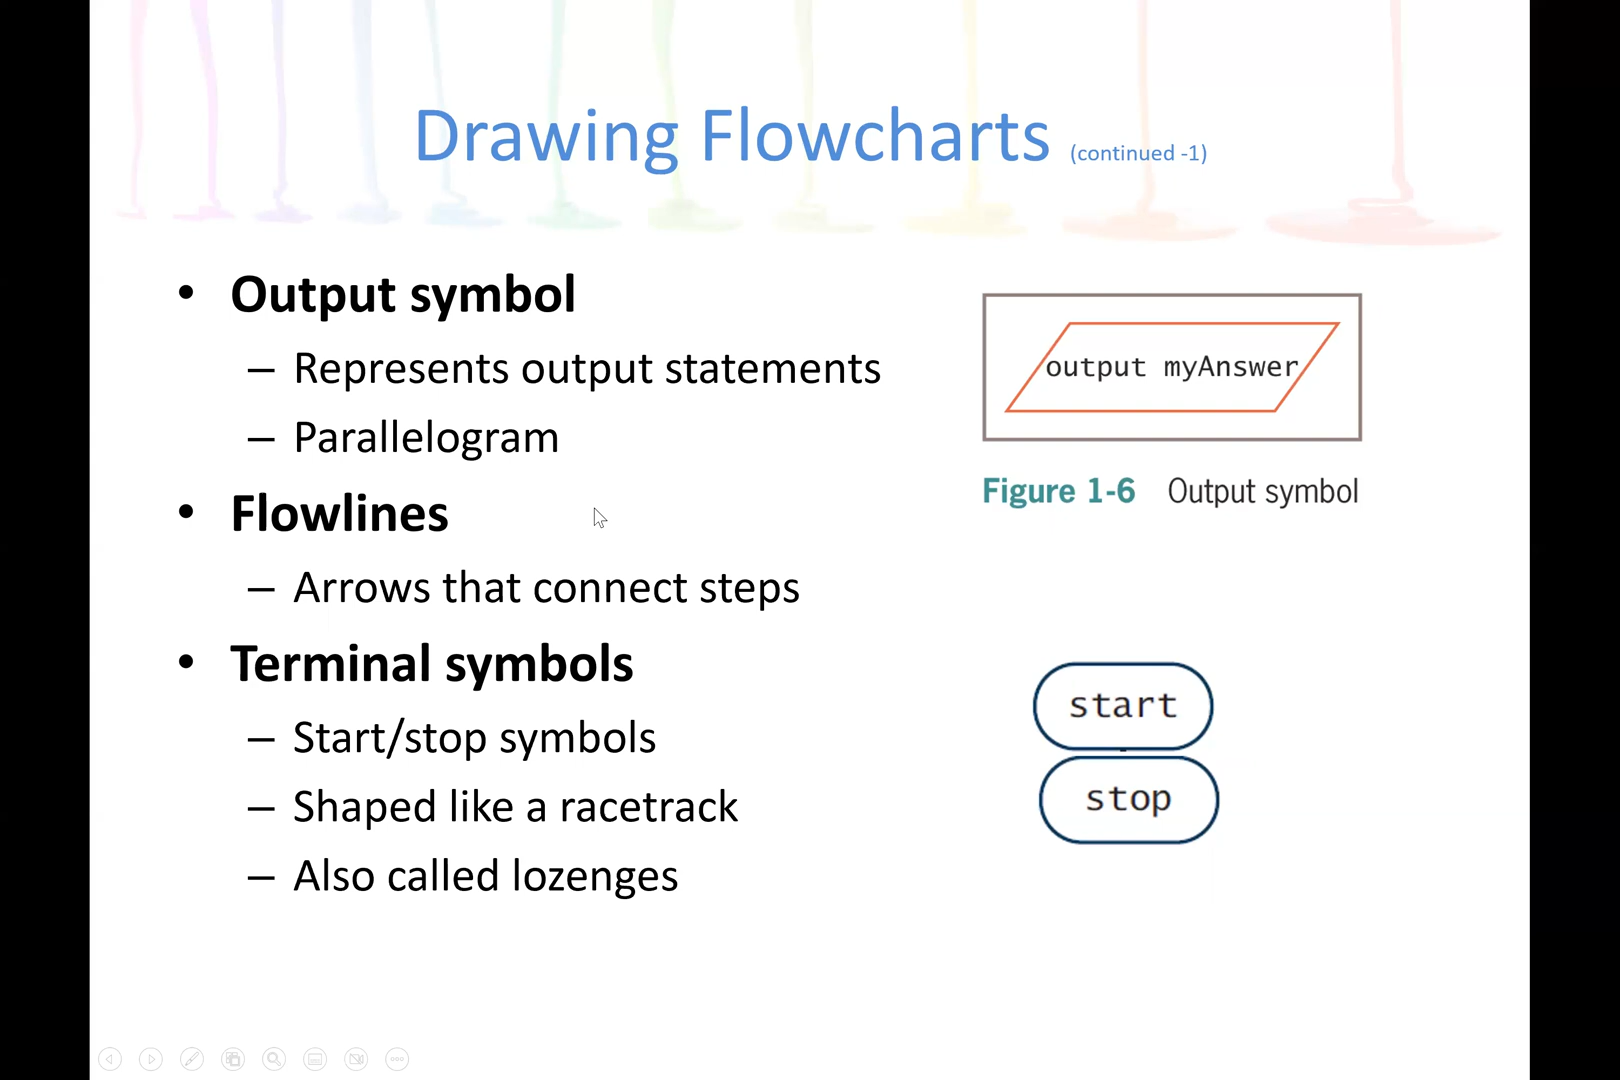 Drawing Flowcharts (continued -1)
• Output symbol
– Represents output statements
– Parallelogram
• Flowlines
– Arrows that connect steps
• Terminal symbols
– Start/stop symbols
– Shaped like a racetrack
– Also called lozenges
output myAnswer
Figure 1-6 Output symbol
start
stop